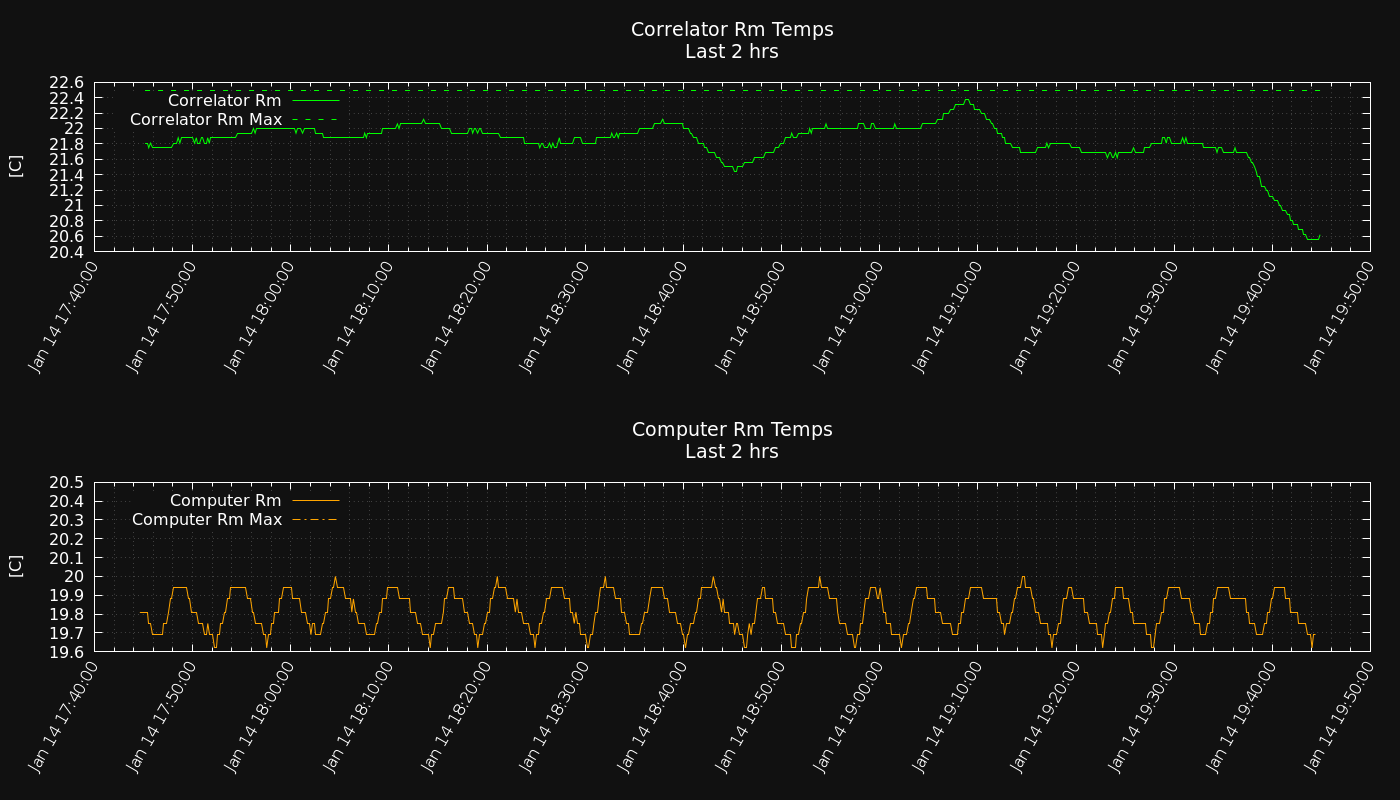 Correlator Rm Temps
Last 2 hrs
22.6
22.4
22.2
22
21.8
21.6
21.4
21.2
21
20.8
20.6
20.4
[C]
Correlator Rm
Correlator Rm Max
Jan 14 17:40:00
Jan 14 17:50:00
Jan 14 18:00:00
Jan 14 18:10:00
Jan 14 18:20:00
Jan 14 18:30:00
Jan 14 18:40:00
Jan 14 18:50:00
Jan 14 19:00:00
Jan 14 19:10:00
Jan 14 19:20:00
Jan 14 19:30:00
Jan 14 19:40:00
Jan 14 19:50:00
Computer Rm Temps
Last 2 hrs
20.5
20.4
20.3
20.2
20.1
20
19.9
19.8
19.7
19.6
[C]
Computer Rm
Computer Rm Max
Jan 14 17:40:00
Jan 14 17:50:00
Jan 14 18:00:00
Jan 14 18:10:00
Jan 14 18:20:00
Jan 14 18:30:00
Jan 14 18:40:00
Jan 14 18:50:00
Jan 14 19:00:00
Jan 14 19:10:00
Jan 14 19:20:00
Jan 14 19:30:00
Jan 14 19:40:00
Jan 14 19:50:00